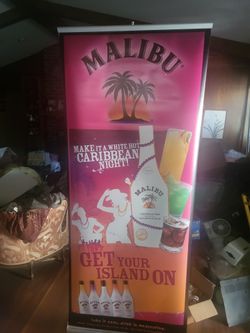 MALIBU
MAKE IT A WHITE HOT
CARIBBEAN
NIGHT!
MALIBU
GET YOUR
ISLAND ON